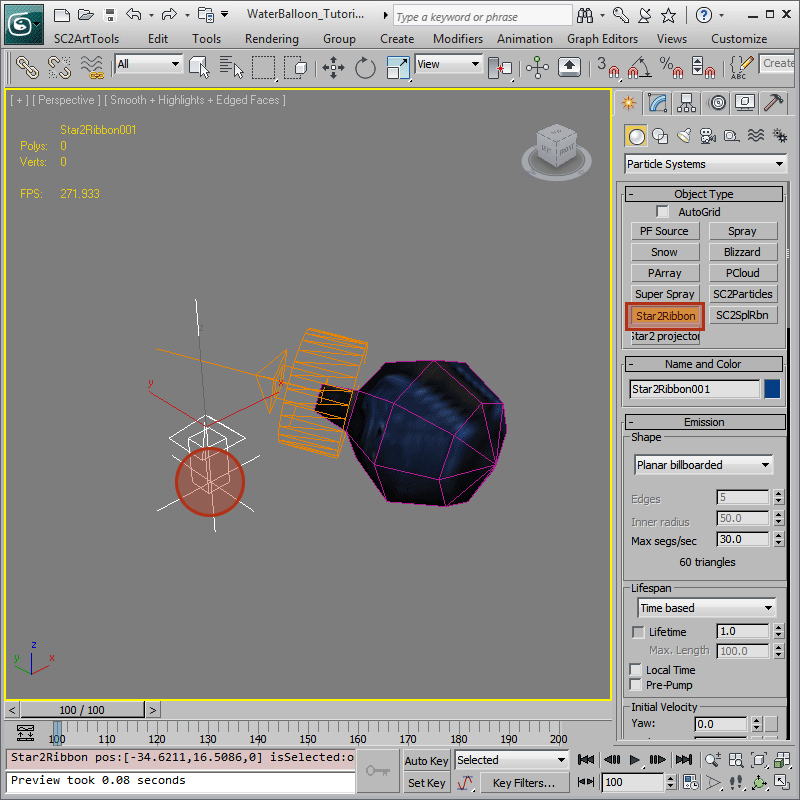 WaterBalloon_Tutori...
Type a keyword or phrase
SC2ArtTools Edit Tools Rendering Group Create Modifiers Animation Graph Editors Views Customize
All
View
3
%
ABC
Create
[ + ] [ Perspective ] [ Smooth + Highlights + Edged Faces ]
Star2Ribbon001
Polys: 0
Verts: 0
FPS: 271.933
FRONT
y
x
z
y
x
Particle Systems
- Object Type
AutoGrid
PF Source Spray
Snow Blizzard
PArray PCloud
Super Spray SC2Particles
Star2Ribbon SC2SplRbn
Star2 projector
- Name and Color
Star2Ribbon001
- Emission
Shape
Planar billboarded
Edges 5
Inner radius 50.0
Max segs/sec 30.0
60 triangles
Lifespan
Time based
Lifetime 1.0
Max. Length 100.0
Local Time
Pre-Pump
Initial Velocity
Yaw: 0.0
< 100 / 100 >
100 110 120 130 140 150 160 170 180 190 200
Star2Ribbon pos:[-34.6211,16.5086,0] isSelected:o
Preview took 0.08 seconds
Auto Key Selected
Set Key Key Filters...
100